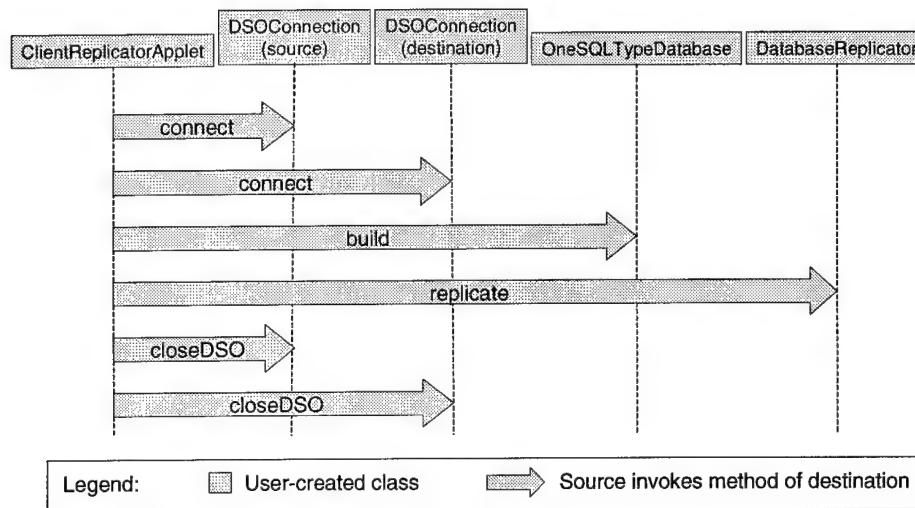 ClientReplicatorApplet
DSOConnection
(source)
DSOConnection
(destination)
OneSQLTypeDatabase
DatabaseReplicator
connect
connect
build
replicate
closeDSO
closeDSO
Legend:
User-created class
Source invokes method of destination